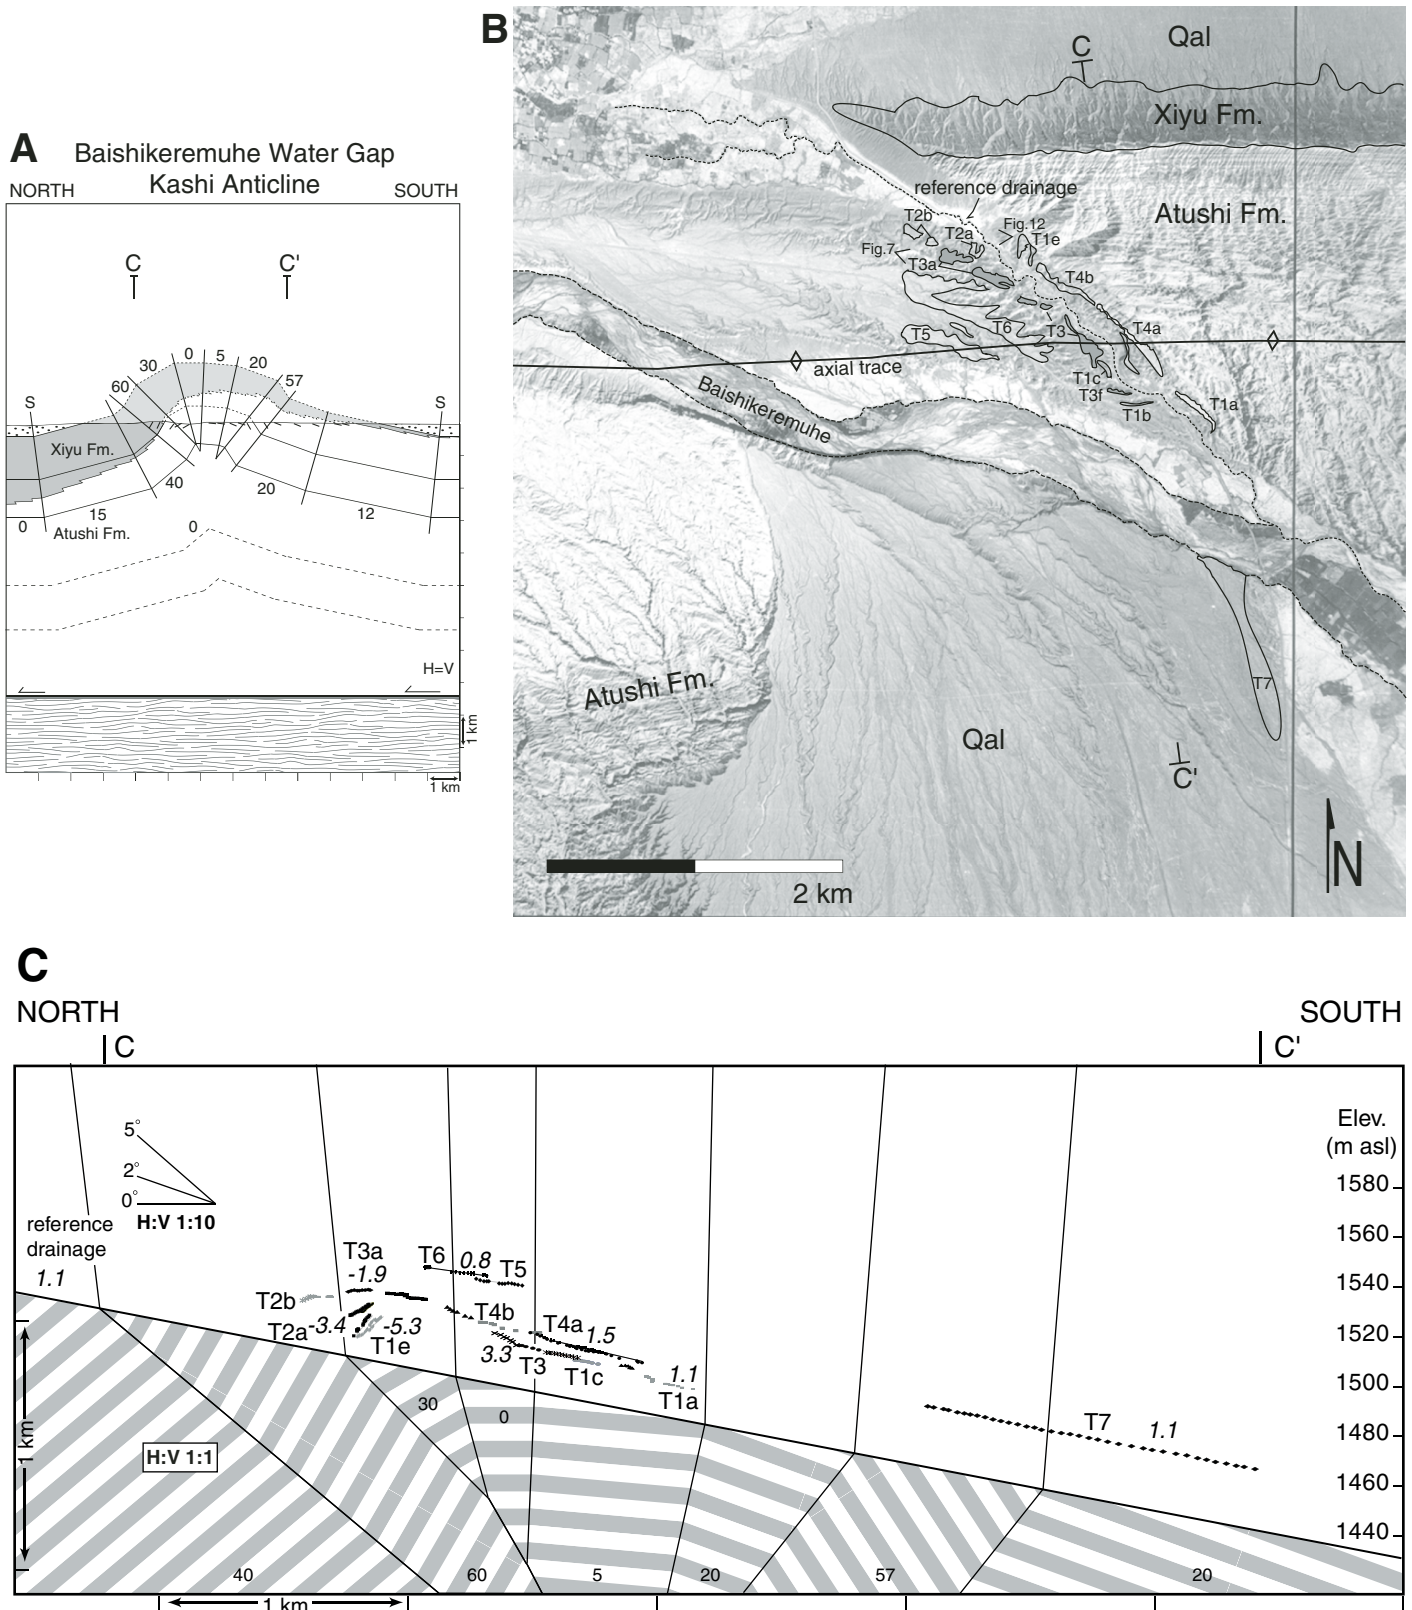 A
Baishikeremuhe Water Gap
Kashi Anticline
NORTH SOUTH
C C'
0 5
30 20
60 57
S S
Xiyu Fm.
40
20
15 12
0 Atushi Fm.
0
H=V
1 km
1 km
B
Qal
C
Xiyu Fm.
reference drainage
Atushi Fm.
T2b
Fig.12
T2a
T1e
Fig.7
T3a
T4b
T5
T6
T3
T4a
axial trace
T1c
Baishikeremuhe
T3f
T1a
T1b
Atushi Fm.
T7
Qal
C'
N
2 km
C
NORTH SOUTH
C C'
Elev.
(m asl)
5°
2°
0°
H:V 1:10
1580
1560
1540
1520
1500
1480
1460
1440
reference
drainage
1.1
T3a
-1.9
T6 0.8 T5
T2b
T2a -3.4 -5.3
T1e
T4b T4a 1.5
3.3 T3 T1c
1.1
T1a
T7 1.1
30
0
1 km
H:V 1:1
40 60 5 20 57 20
1 km